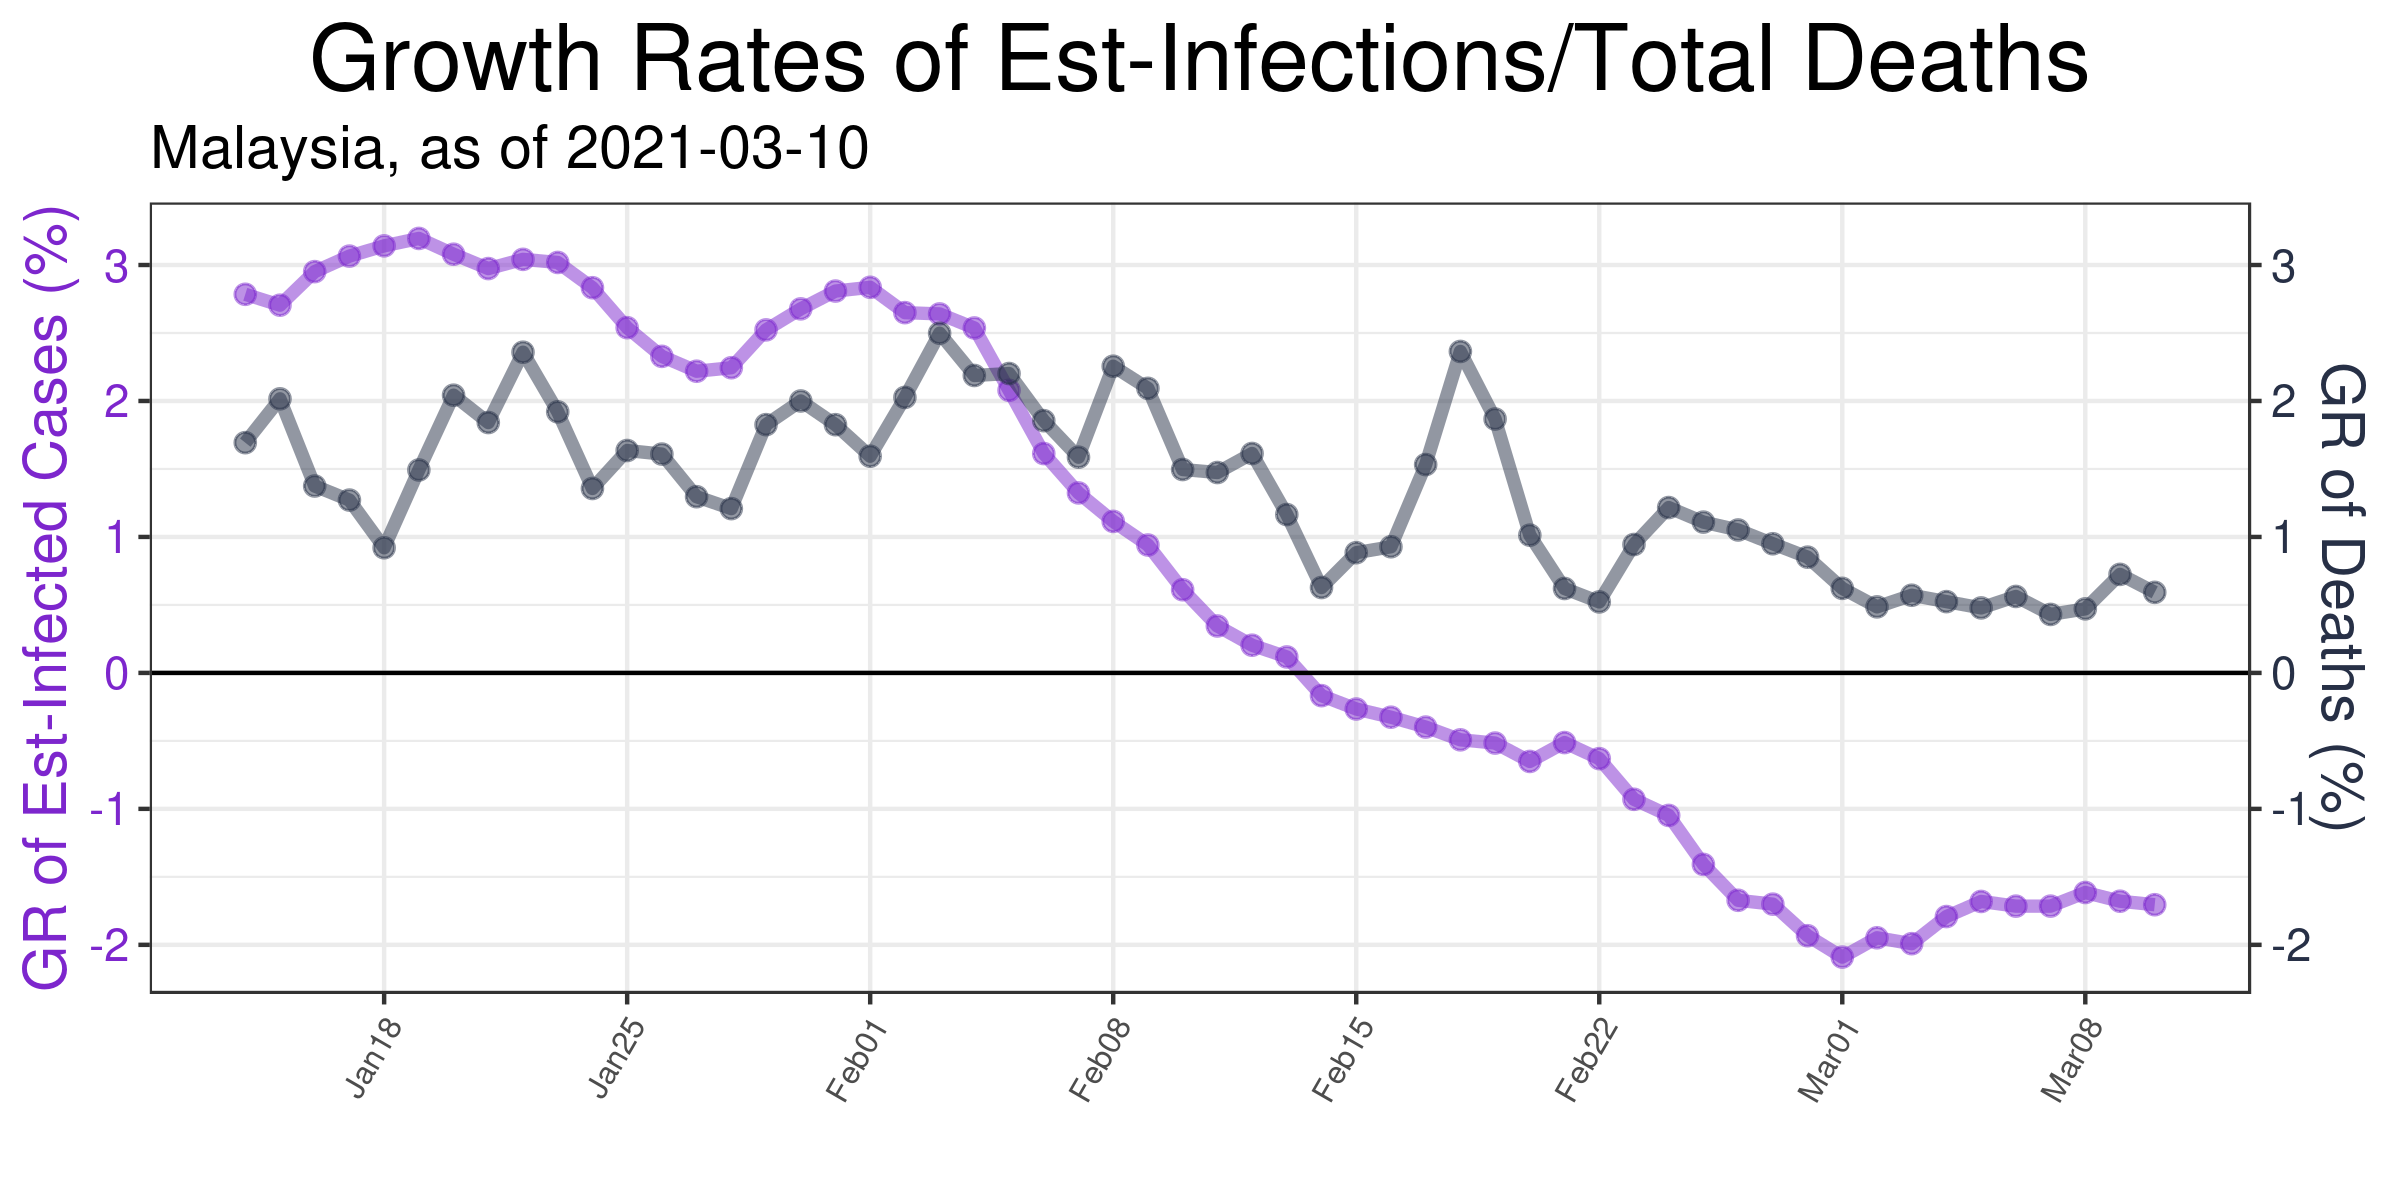 Growth Rates of Est-Infections/Total Deaths
Malaysia, as of 2021-03-10
GR of Est-Infected Cases (%)
3
2
1
0
-1
-2
3
2
1
0
-1
-2
GR of Deaths (%)
Jan18
Jan25
Feb01
Feb08
Feb15
Feb22
Mar01
Mar08